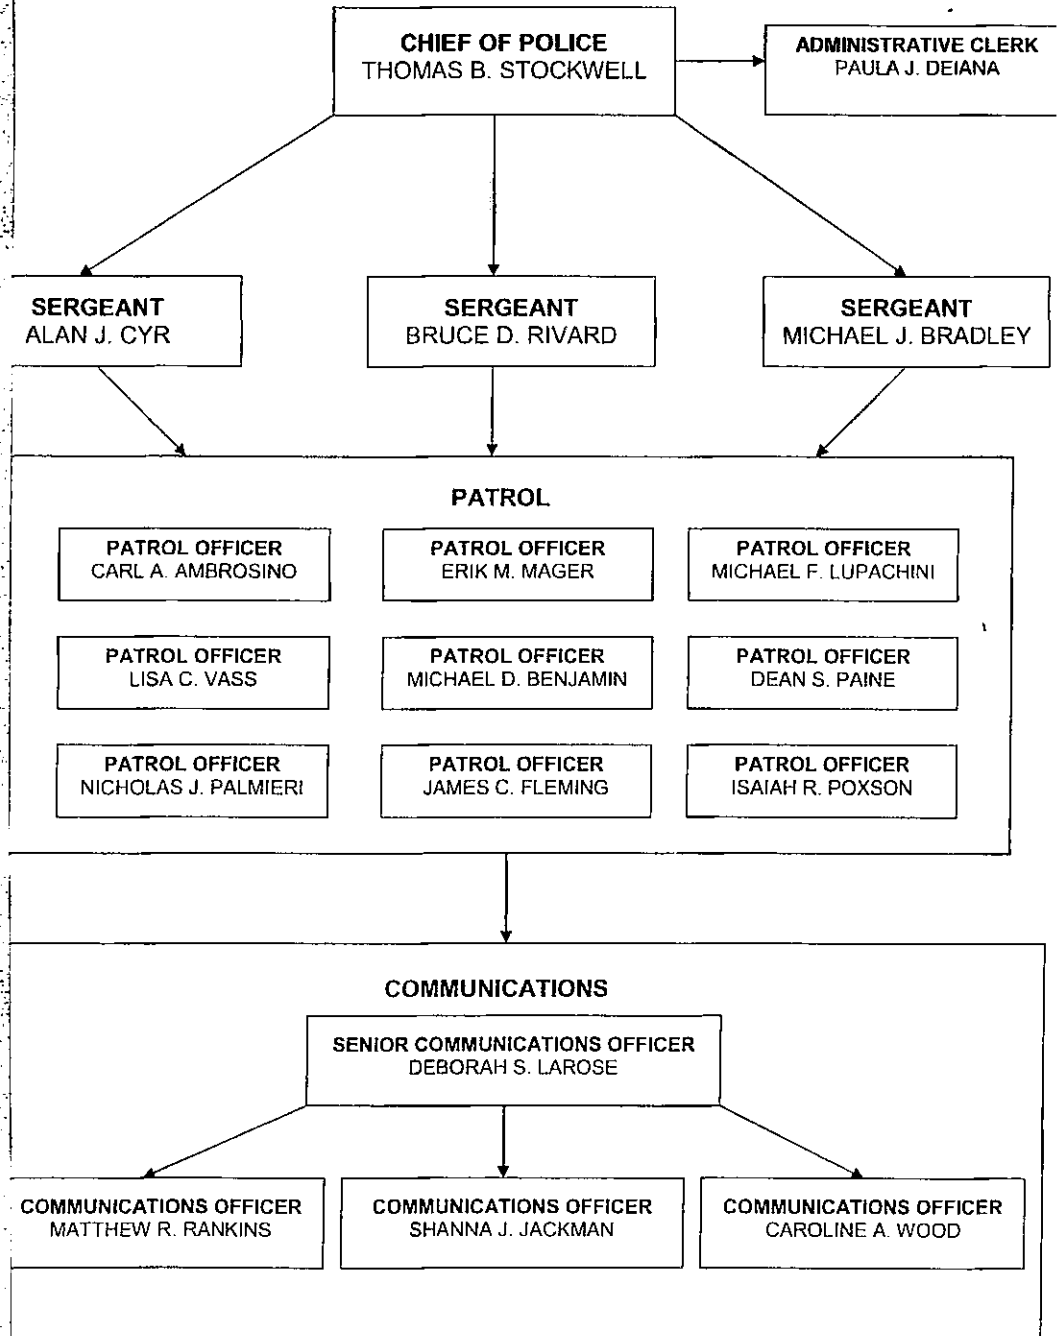 CHIEF OF POLICE
THOMAS B. STOCKWELL
ADMINISTRATIVE CLERK
PAULA J. DEIANA
SERGEANT
ALAN J. CYR
SERGEANT
BRUCE D. RIVARD
SERGEANT
MICHAEL J. BRADLEY
PATROL
PATROL OFFICER
CARL A. AMBROSINO
PATROL OFFICER
ERIK M. MAGER
PATROL OFFICER
MICHAEL F. LUPACHINI
PATROL OFFICER
LISA C. VASS
PATROL OFFICER
MICHAEL D. BENJAMIN
PATROL OFFICER
DEAN S. PAINE
PATROL OFFICER
NICHOLAS J. PALMIERI
PATROL OFFICER
JAMES C. FLEMING
PATROL OFFICER
ISAIAH R. POXSON
COMMUNICATIONS
SENIOR COMMUNICATIONS OFFICER
DEBORAH S. LAROSE
COMMUNICATIONS OFFICER
MATTHEW R. RANKINS
COMMUNICATIONS OFFICER
SHANNA J. JACKMAN
COMMUNICATIONS OFFICER
CAROLINE A. WOOD